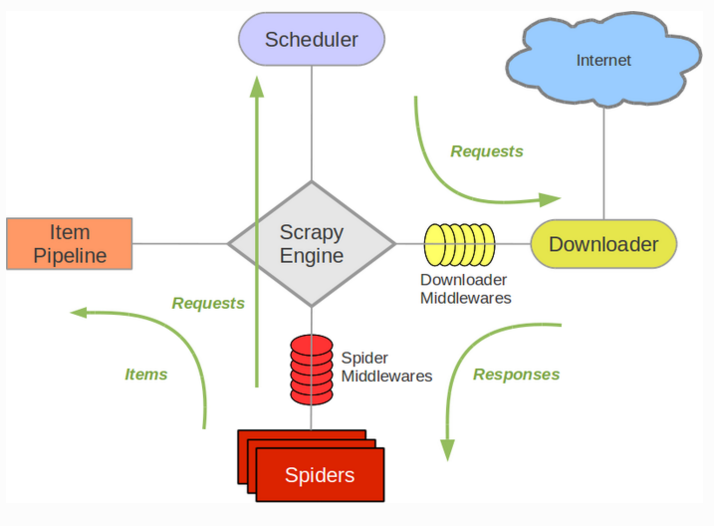 Scheduler
Internet
Requests
Item
Pipeline
Scrapy
Engine
Downloader
Downloader
Middlewares
Requests
Items
Spider
Middlewares
Responses
Spiders